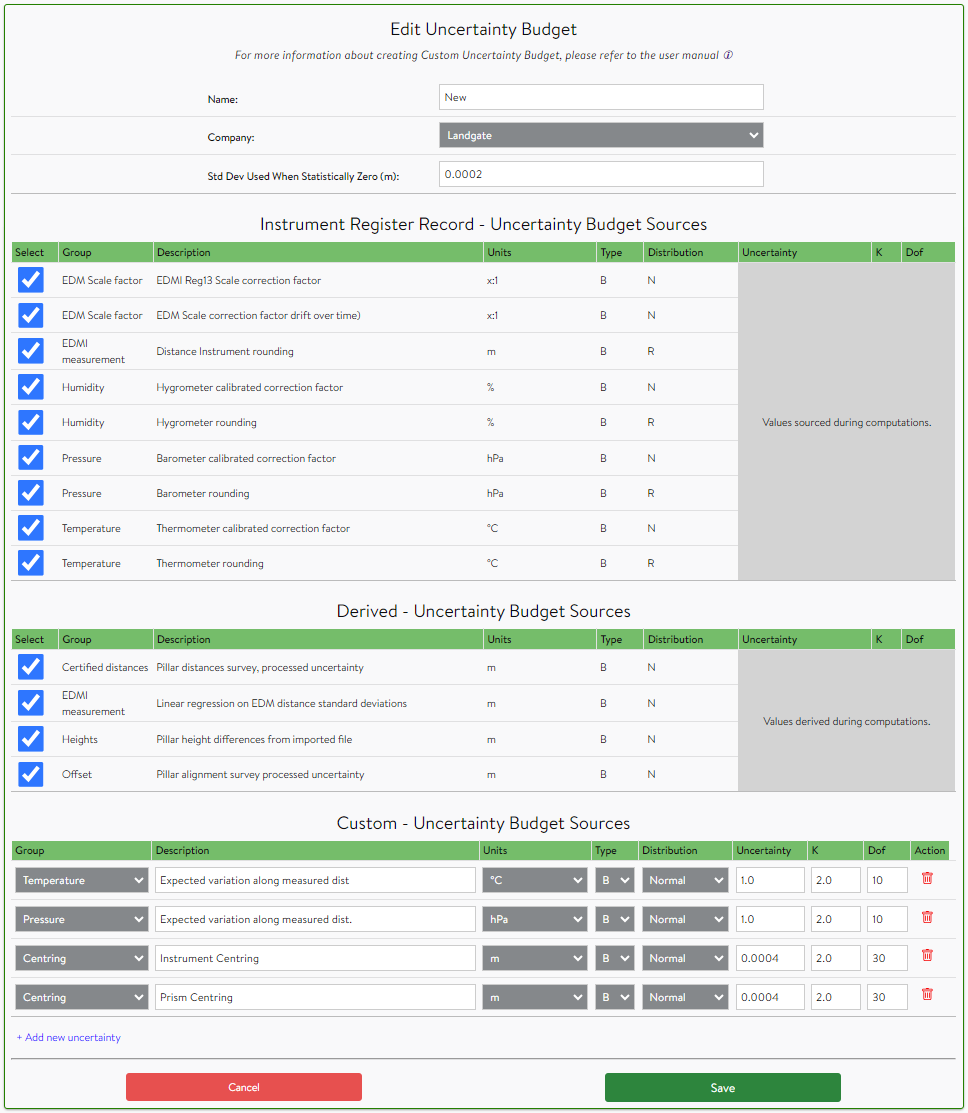 Edit Uncertainty Budget
For more information about creating Custom Uncertainty Budget, please refer to the user manual
Name: New
Company: Landgate
Std Dev Used When Statistically Zero (m): 0.0002
Instrument Register Record - Uncertainty Budget Sources
Select Group Description Units Type Distribution Uncertainty K Dof
EDM Scale factor EDMI Reg13 Scale correction factor x:1 B N
EDM Scale factor EDM Scale correction factor drift over time) x:1 B N
EDMI
measurement Distance Instrument rounding m B R
Humidity Hygrometer calibrated correction factor % B N
Humidity Hygrometer rounding % B R Values sourced during computations.
Pressure Barometer calibrated correction factor hPa B N
Pressure Barometer rounding hPa B R
Temperature Thermometer calibrated correction factor °C B N
Temperature Thermometer rounding °C B R
Derived - Uncertainty Budget Sources
Select Group Description Units Type Distribution Uncertainty K Dof
Certified distances Pillar distances survey, processed uncertainty m B N
EDMI
measurement Linear regression on EDM distance standard deviations m B N
Values derived during computations.
Heights Pillar height differences from imported file m B N
Offset Pillar alignment survey processed uncertainty m B N
Custom - Uncertainty Budget Sources
Group Description Units Type Distribution Uncertainty K Dof Action
Temperature Expected variation along measured dist °C B Normal 1.0 2.0 10
Pressure Expected variation along measured dist. hPa B Normal 1.0 2.0 10
Centring Instrument Centring m B Normal 0.0004 2.0 30
Centring Prism Centring m B Normal 0.0004 2.0 30
+ Add new uncertainty
Cancel Save